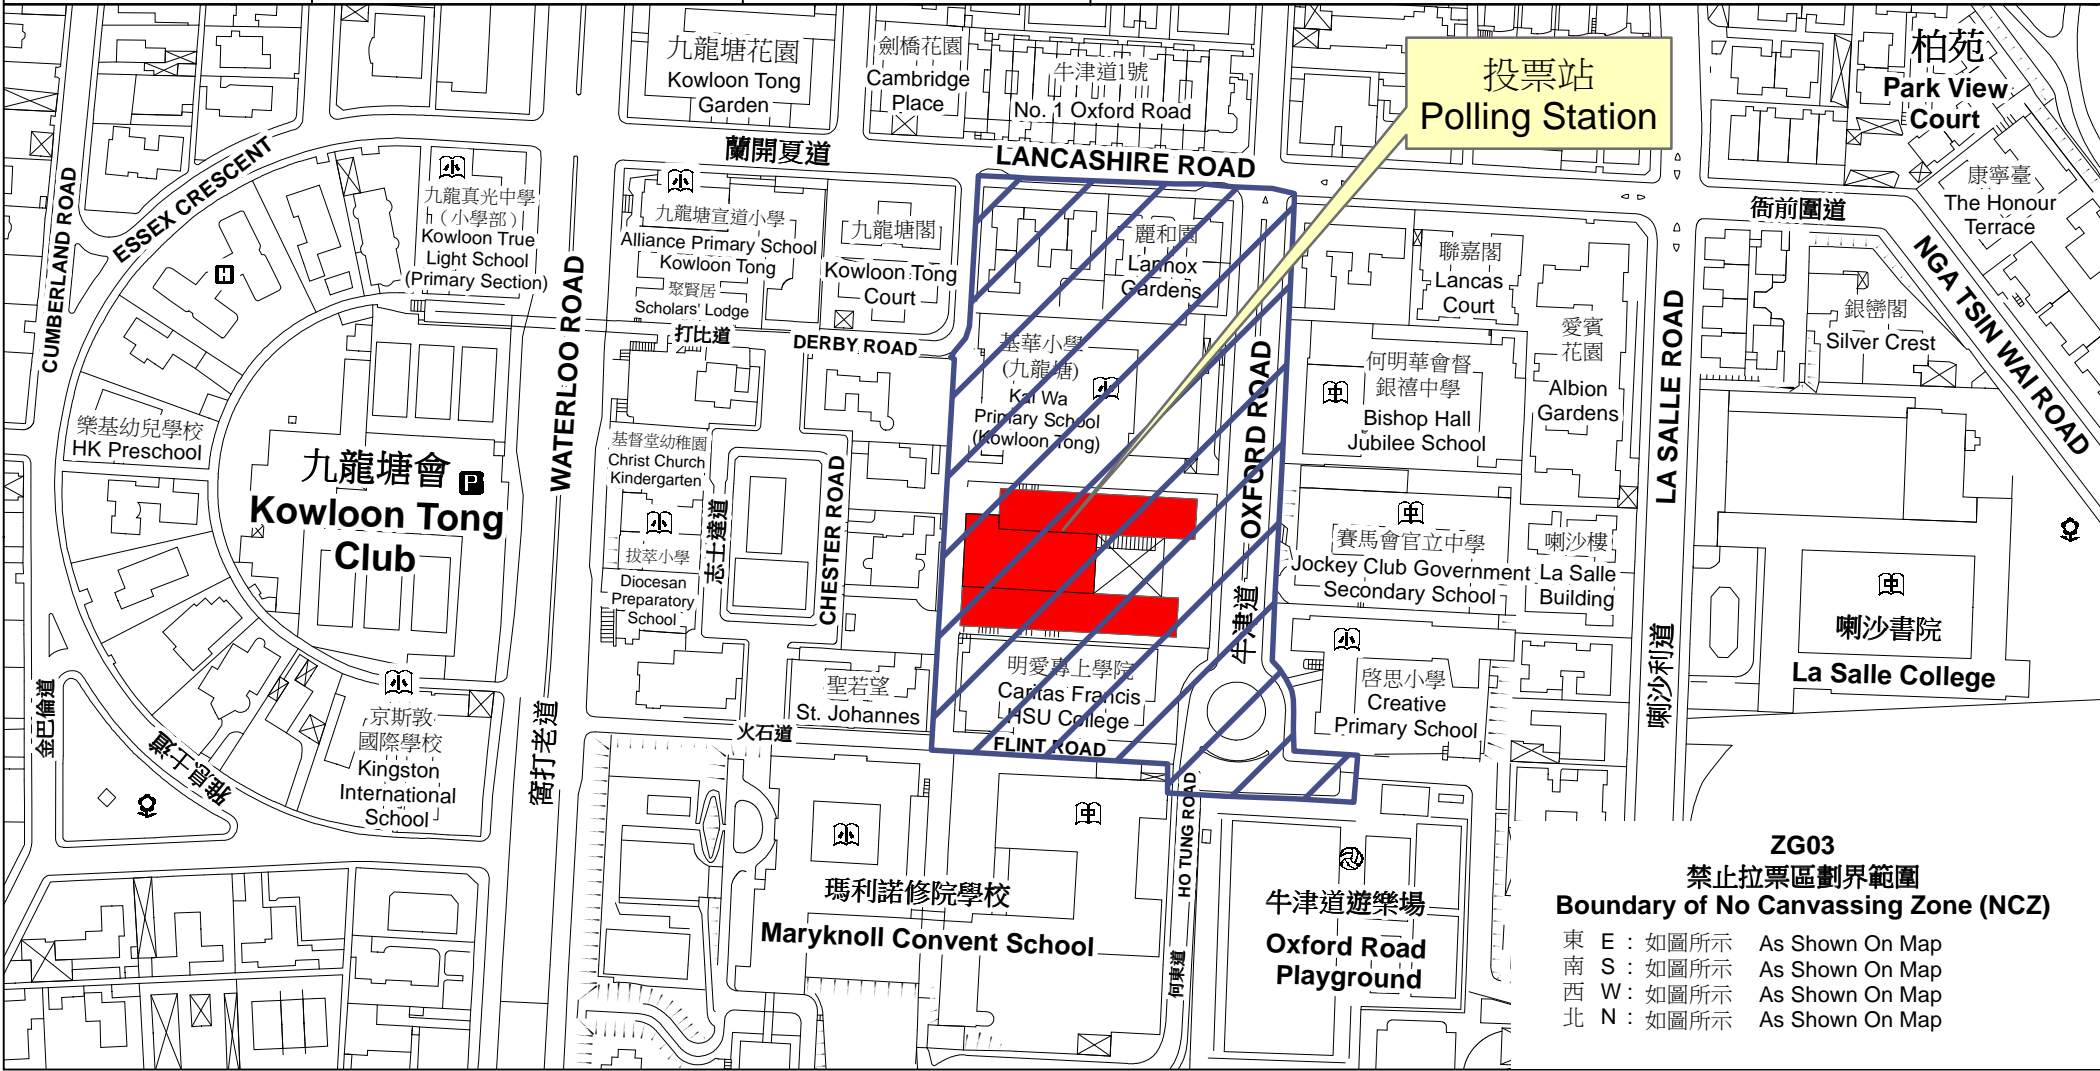 九龍塘花園
Kowloon Tong
Garden
劍橋花園
Cambridge
Place
牛津道1號
No. 1 Oxford Road
投票站
Polling Station
柏苑
Park View
Court
蘭開夏道
LANCASHIRE ROAD
康寧臺
The Honour
Terrace
衙前圍道
NGA TSIN WAI ROAD
CUMBERLAND ROAD
ESSEX CRESCENT
九龍真光中學
(小學部)
Kowloon True
Light School
(Primary Section)
WATERLOO ROAD
九龍塘宣道小學
Alliance Primary School
Kowloon Tong
聚賢居
Scholars' Lodge
九龍塘閣
Kowloon Tong
Court
打比道
DERBY ROAD
麗和園
Lannox
Gardens
聯嘉閣
Lancas
Court
愛賓
花園
Albion
Gardens
LA SALLE ROAD
銀巒閣
Silver Crest
基華小學
(九龍塘)
Kai Wa
Primary School
(Kowloon Tong)
OXFORD ROAD
何明華會督
銀禧中學
Bishop Hall
Jubilee School
樂基幼兒學校
HK Preschool
九龍塘會
Kowloon Tong
Club
基督堂幼稚園
Christ Church
Kindergarten
拔萃小學
Diocesan
Preparatory
School
志士達道
CHESTER ROAD
賽馬會官立中學
Jockey Club Government
Secondary School
喇沙樓
La Salle
Building
喇沙書院
La Salle College
喇沙利道
牛津道
金巴倫道
雅息士道
京斯敦
國際學校
Kingston
International
School
窩打老道
聖若望
St. Johannes
火石道
FLINT ROAD
明愛專上學院
Caritas Francis
HSU College
啓思小學
Creative
Primary School
瑪利諾修院學校
Maryknoll Convent School
HO TUNG ROAD
何東道
牛津道遊樂場
Oxford Road
Playground
ZG03
禁止拉票區劃界範圍
Boundary of No Canvassing Zone (NCZ)
東 E : 如圖所示 As Shown On Map
南 S : 如圖所示 As Shown On Map
西 W : 如圖所示 As Shown On Map
北 N : 如圖所示 As Shown On Map